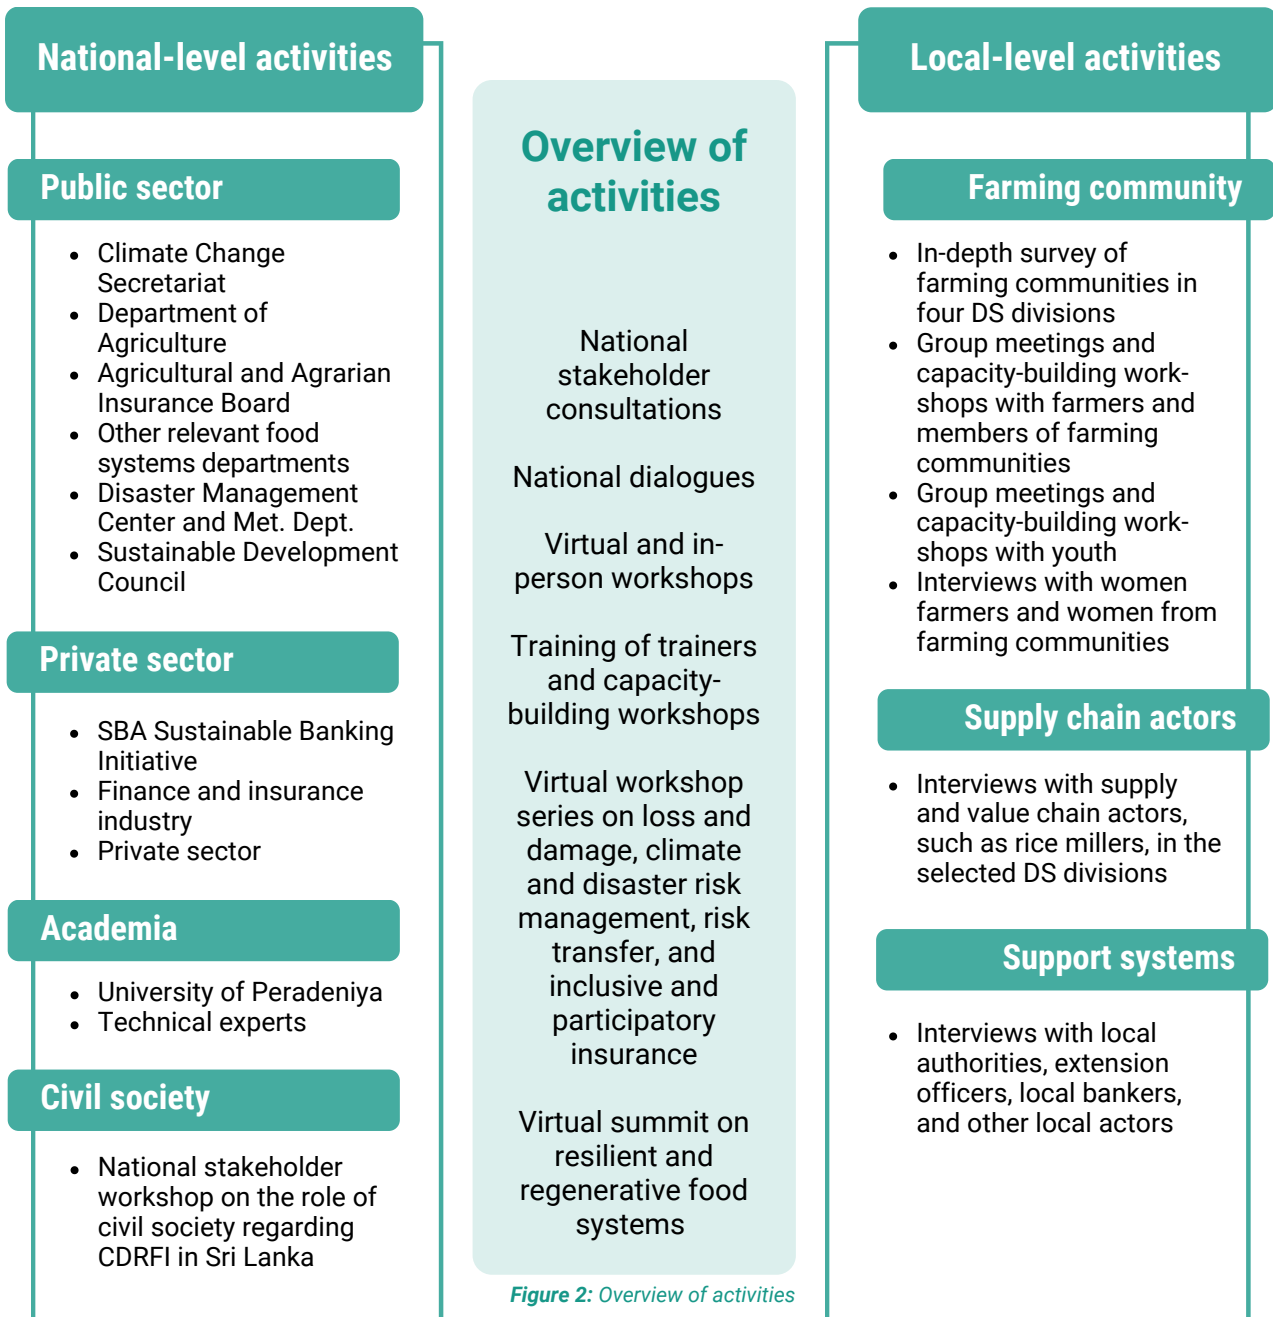 National-level activities
Public sector
• Climate Change
Secretariat
• Department of
Agriculture
• Agricultural and Agrarian
Insurance Board
• Other relevant food
systems departments
• Disaster Management
Center and Met. Dept.
• Sustainable Development
Council
Private sector
• SBA Sustainable Banking
Initiative
• Finance and insurance
industry
• Private sector
Academia
• University of Peradeniya
• Technical experts
Civil society
• National stakeholder
workshop on the role of
civil society regarding
CDRFI in Sri Lanka
Overview of
activities
National
stakeholder
consultations
National dialogues
Virtual and in-
person workshops
Training of trainers
and capacity-
building workshops
Virtual workshop
series on loss and
damage, climate
and disaster risk
management, risk
transfer, and
inclusive and
participatory
insurance
Virtual summit on
resilient and
regenerative food
systems
Figure 2: Overview of activities
Local-level activities
Farming community
• In-depth survey of
farming communities in
four DS divisions
• Group meetings and
capacity-building work-
shops with farmers and
members of farming
communities
• Group meetings and
capacity-building work-
shops with youth
• Interviews with women
farmers and women from
farming communities
Supply chain actors
• Interviews with supply
and value chain actors,
such as rice millers, in the
selected DS divisions
Support systems
• Interviews with local
authorities, extension
officers, local bankers,
and other local actors